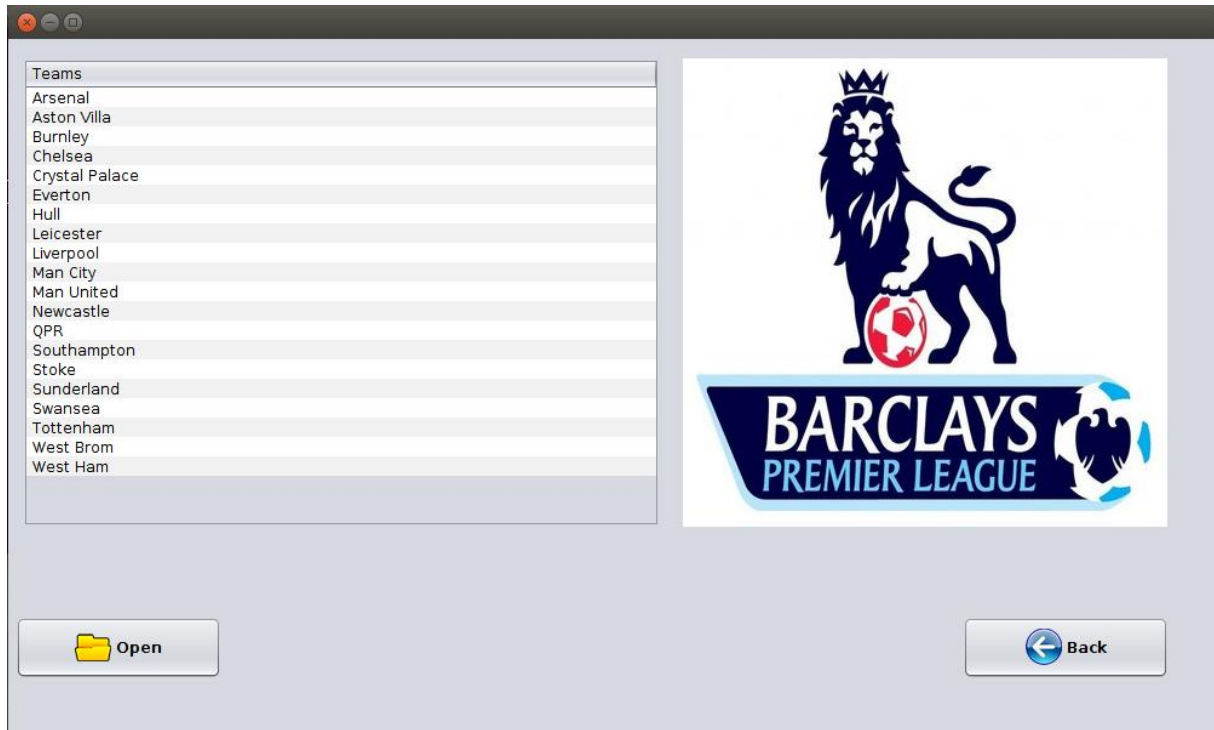 Teams
Arsenal
Aston Villa
Burnley
Chelsea
Crystal Palace
Everton
Hull
Leicester
Liverpool
Man City
Man United
Newcastle
QPR
Southampton
Stoke
Sunderland
Swansea
Tottenham
West Brom
West Ham
BARCLAYS
PREMIER LEAGUE
Open
Back